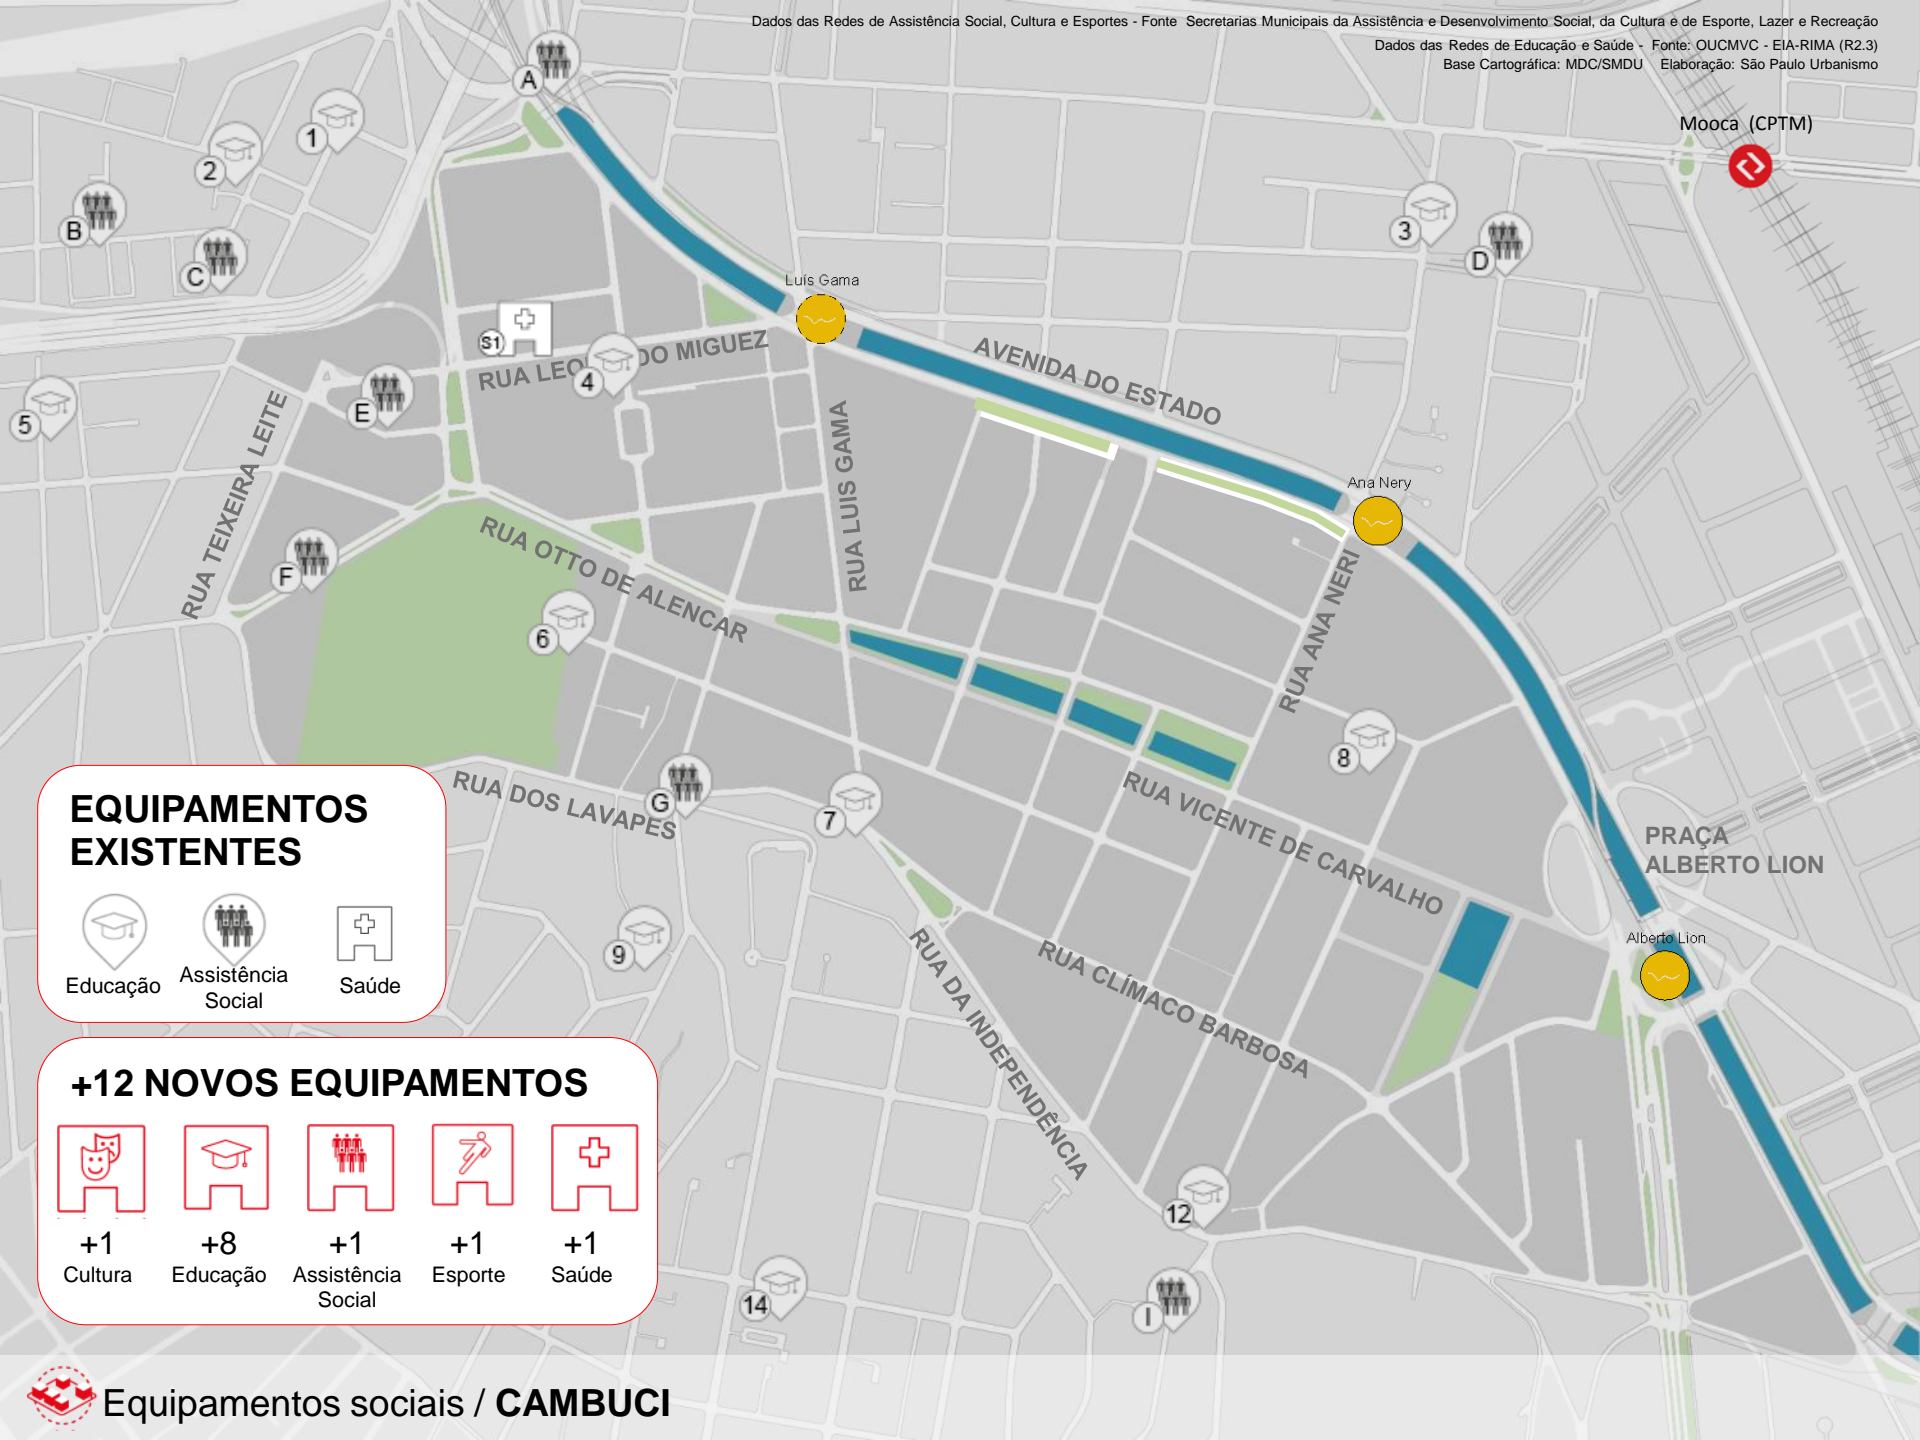 Dados das Redes de Assistência Social, Cultura e Esportes - Fonte Secretarias Municipais da Assistência e Desenvolvimento Social, da Cultura e de Esporte, Lazer e Recreação
Dados das Redes de Educação e Saúde - Fonte: OUCMVC - EIA-RIMA (R2.3)
Base Cartográfica: MDC/SMDU Elaboração: São Paulo Urbanismo
A
Mooca (CPTM)
1
2
B
C
3
D
Luís Gama
S1
RUA LEO DO MIGUEZ
4
AVENIDA DO ESTADO
E
5
RUA TEIXEIRA LEITE
RUA LUIS GAMA
Ana Nery
RUA OTTO DE ALENCAR
F
6
RUA ANA NERI
8
RUA DOS LAVAPES
G
7
RUA VICENTE DE CARVALHO
PRAÇA
ALBERTO LION
Alberto Lion
9
RUA DA INDEPENDÊNCIA
RUA CLÍMACO BARBOSA
12
14
I
EQUIPAMENTOS
EXISTENTES
Educação
Assistência
Social
Saúde
+12 NOVOS EQUIPAMENTOS
+1
Cultura
+8
Educação
+1
Assistência
Social
+1
Esporte
+1
Saúde
Equipamentos sociais / CAMBUCI